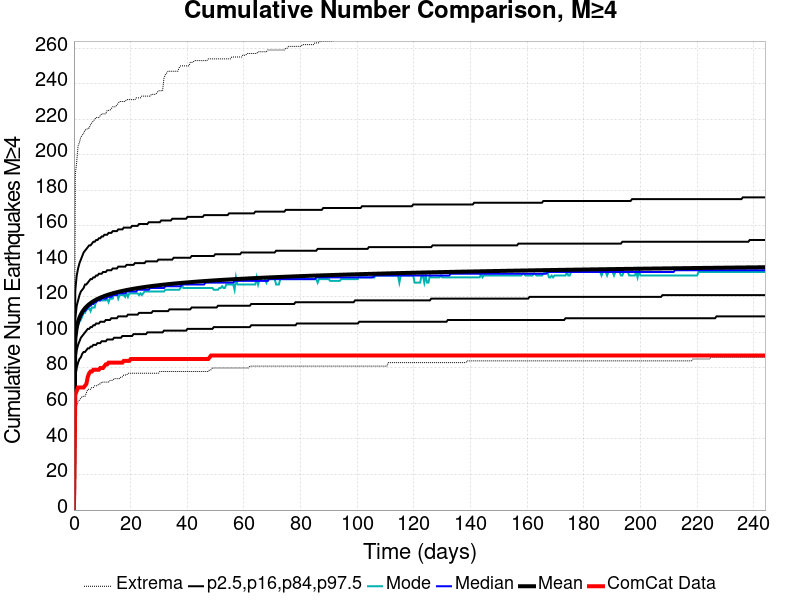 Cumulative Number Comparison, M≥4
Cumulative Num Earthquakes M≥4
260
240
220
200
180
160
140
120
100
80
60
40
20
0
0 20 40 60 80 100 120 140 160 180 200 220 240
Time (days)
Extrema p2.5,p16,p84,p97.5 Mode Median Mean ComCat Data